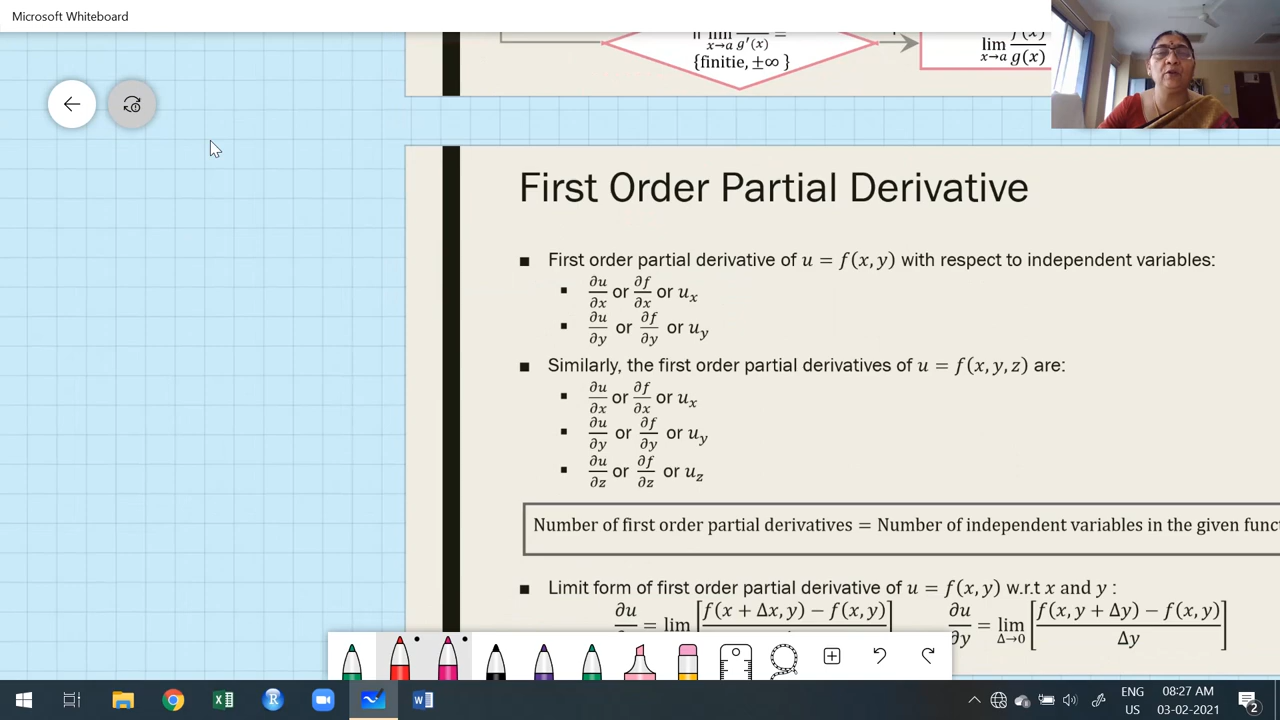 Microsoft Whiteboard
lim
x→a g′(x) =
{finitie, ±∞ }
lim f(x)
x→a g(x)
First Order Partial Derivative
■ First order partial derivative of u = f(x, y) with respect to independent variables:
▪ ∂u/∂x or ∂f/∂x or uₓ
▪ ∂u/∂y or ∂f/∂y or u_y
■ Similarly, the first order partial derivatives of u = f(x, y, z) are:
▪ ∂u/∂x or ∂f/∂x or uₓ
▪ ∂u/∂y or ∂f/∂y or u_y
▪ ∂u/∂z or ∂f/∂z or u_z
Number of first order partial derivatives = Number of independent variables in the given func
■ Limit form of first order partial derivative of u = f(x, y) w.r.t x and y :
∂u = lim [f(x + Δx, y) − f(x, y)] ∂u/∂y = lim Δ→0 [f(x, y + Δy) − f(x, y)/Δy]
ENG 08:27 AM
US 03-02-2021 2